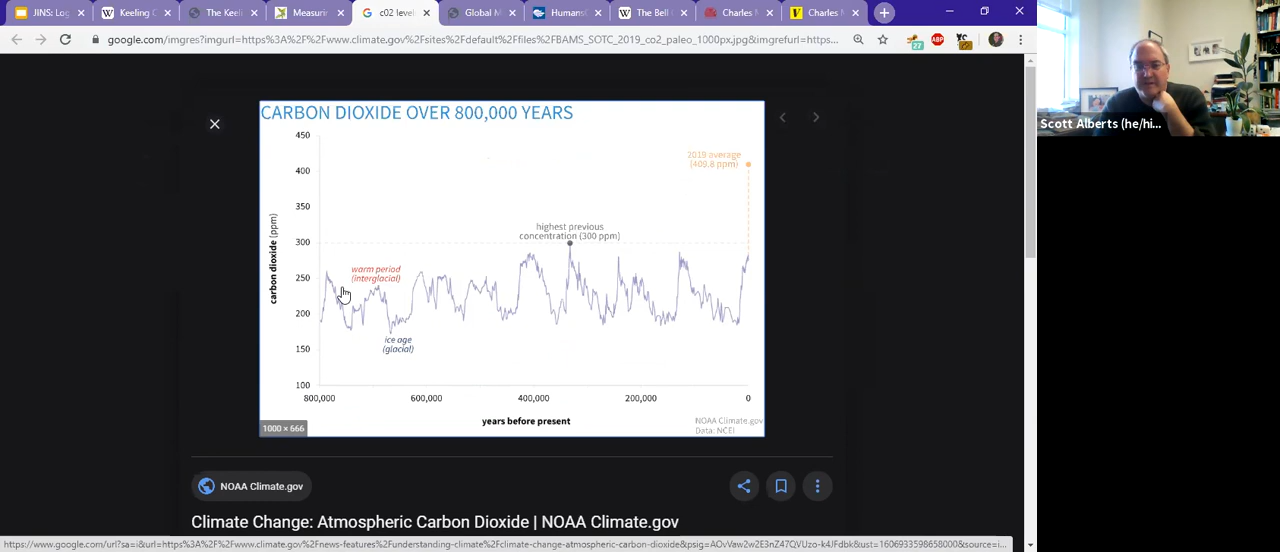 JINS: Log
Keeling C
The Keeli
Measurin
c02 level
Global M
HumansC
The Bell C
Charles M
Charles M
google.com/imgres?imgurl=https%3A%2F%2Fwww.climate.gov%2Fsites%2Fdefault%2Ffiles%2FBAMS_SOTC_2019_co2_paleo_1000px.jpg&imgrefurl=https...
27
ABP
Scott Alberts (he/hi...
CARBON DIOXIDE OVER 800,000 YEARS
450
400
350
300
250
200
150
100
carbon dioxide (ppm)
2019 average
(409.8 ppm)
highest previous
concentration (300 ppm)
warm period
(interglacial)
ice age
(glacial)
800,000
600,000
400,000
200,000
0
years before present
NOAA Climate.gov
Data: NCEI
1000 × 666
NOAA Climate.gov
Climate Change: Atmospheric Carbon Dioxide | NOAA Climate.gov